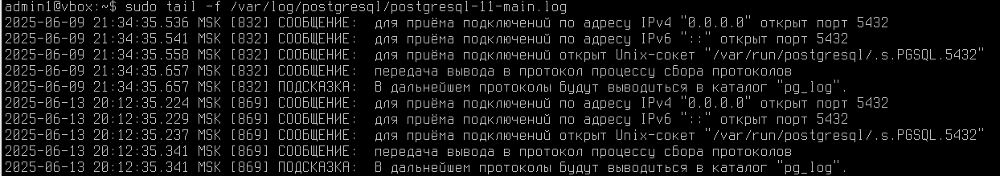 admin1@vbox:~$ sudo tail -f /var/log/postgresql/postgresql-11-main.log
2025-06-09 21:34:35.536 MSK [832] СООБЩЕНИЕ:  для приёма подключений по адресу IPv4 "0.0.0.0" открыт порт 5432
2025-06-09 21:34:35.541 MSK [832] СООБЩЕНИЕ:  для приёма подключений по адресу IPv6 "::" открыт порт 5432
2025-06-09 21:34:35.558 MSK [832] СООБЩЕНИЕ:  для приёма подключений открыт Unix-сокет "/var/run/postgresql/.s.PGSQL.5432"
2025-06-09 21:34:35.657 MSK [832] СООБЩЕНИЕ:  передача вывода в протокол процессу сбора протоколов
2025-06-09 21:34:35.657 MSK [832] ПОДСКАЗКА:  В дальнейшем протоколы будут выводиться в каталог "pg_log".
2025-06-13 20:12:35.224 MSK [869] СООБЩЕНИЕ:  для приёма подключений по адресу IPv4 "0.0.0.0" открыт порт 5432
2025-06-13 20:12:35.229 MSK [869] СООБЩЕНИЕ:  для приёма подключений по адресу IPv6 "::" открыт порт 5432
2025-06-13 20:12:35.237 MSK [869] СООБЩЕНИЕ:  для приёма подключений открыт Unix-сокет "/var/run/postgresql/.s.PGSQL.5432"
2025-06-13 20:12:35.341 MSK [869] СООБЩЕНИЕ:  передача вывода в протокол процессу сбора протоколов
2025-06-13 20:12:35.341 MSK [869] ПОДСКАЗКА:  В дальнейшем протоколы будут выводиться в каталог "pg_log".